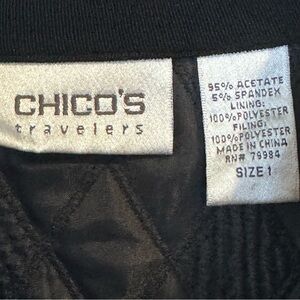 CHICO'S
travelers
95% ACETATE
5% SPANDEX
LINING:
100% POLYESTER
FILING:
100% POLYESTER
MADE IN CHINA
RN# 79984
SIZE 1